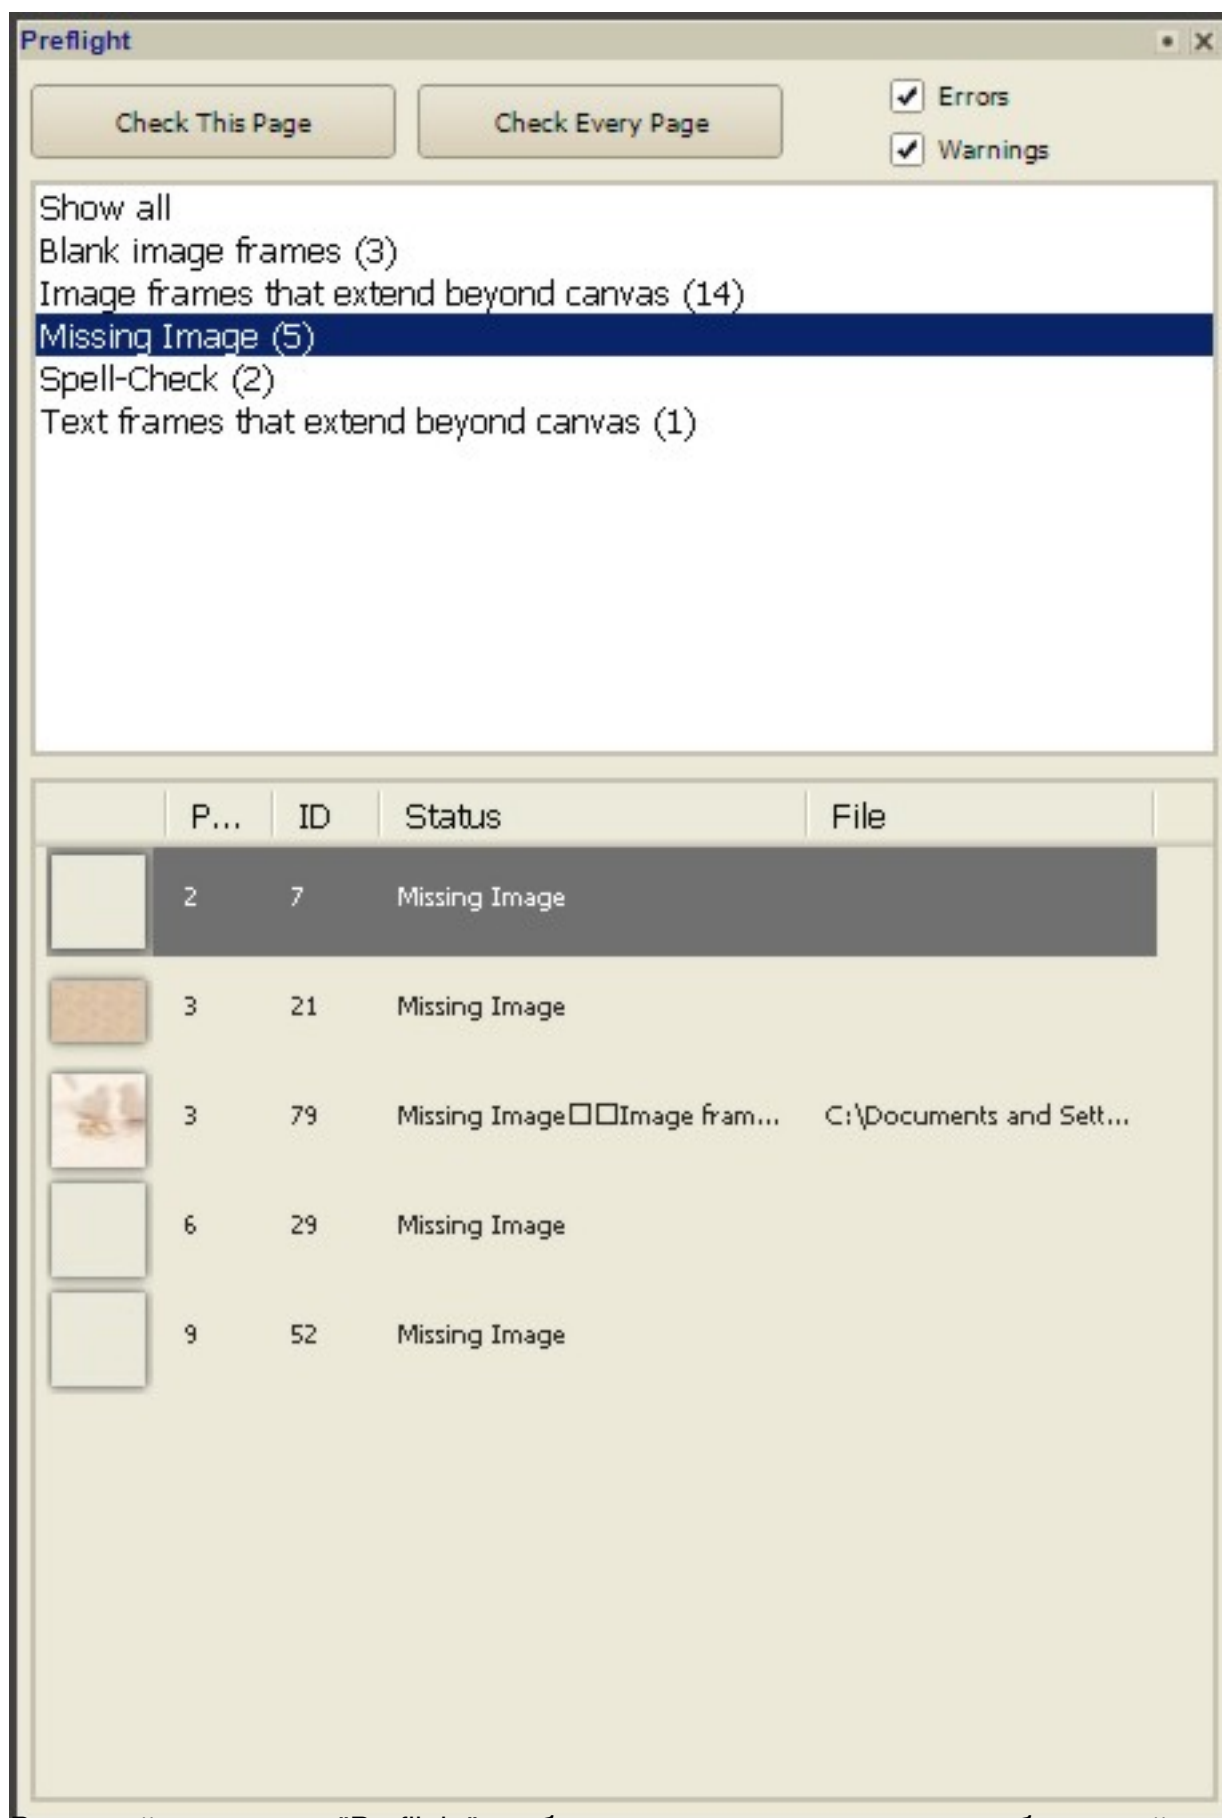 Preflight
Check This Page
Check Every Page
Errors
Warnings
Show all
Blank image frames (3)
Image frames that extend beyond canvas (14)
Missing Image (5)
Spell-Check (2)
Text frames that extend beyond canvas (1)
P... ID Status File
2 7 Missing Image
3 21 Missing Image
3 79 Missing Image□□Image fram... C:\Documents and Sett...
6 29 Missing Image
9 52 Missing Image